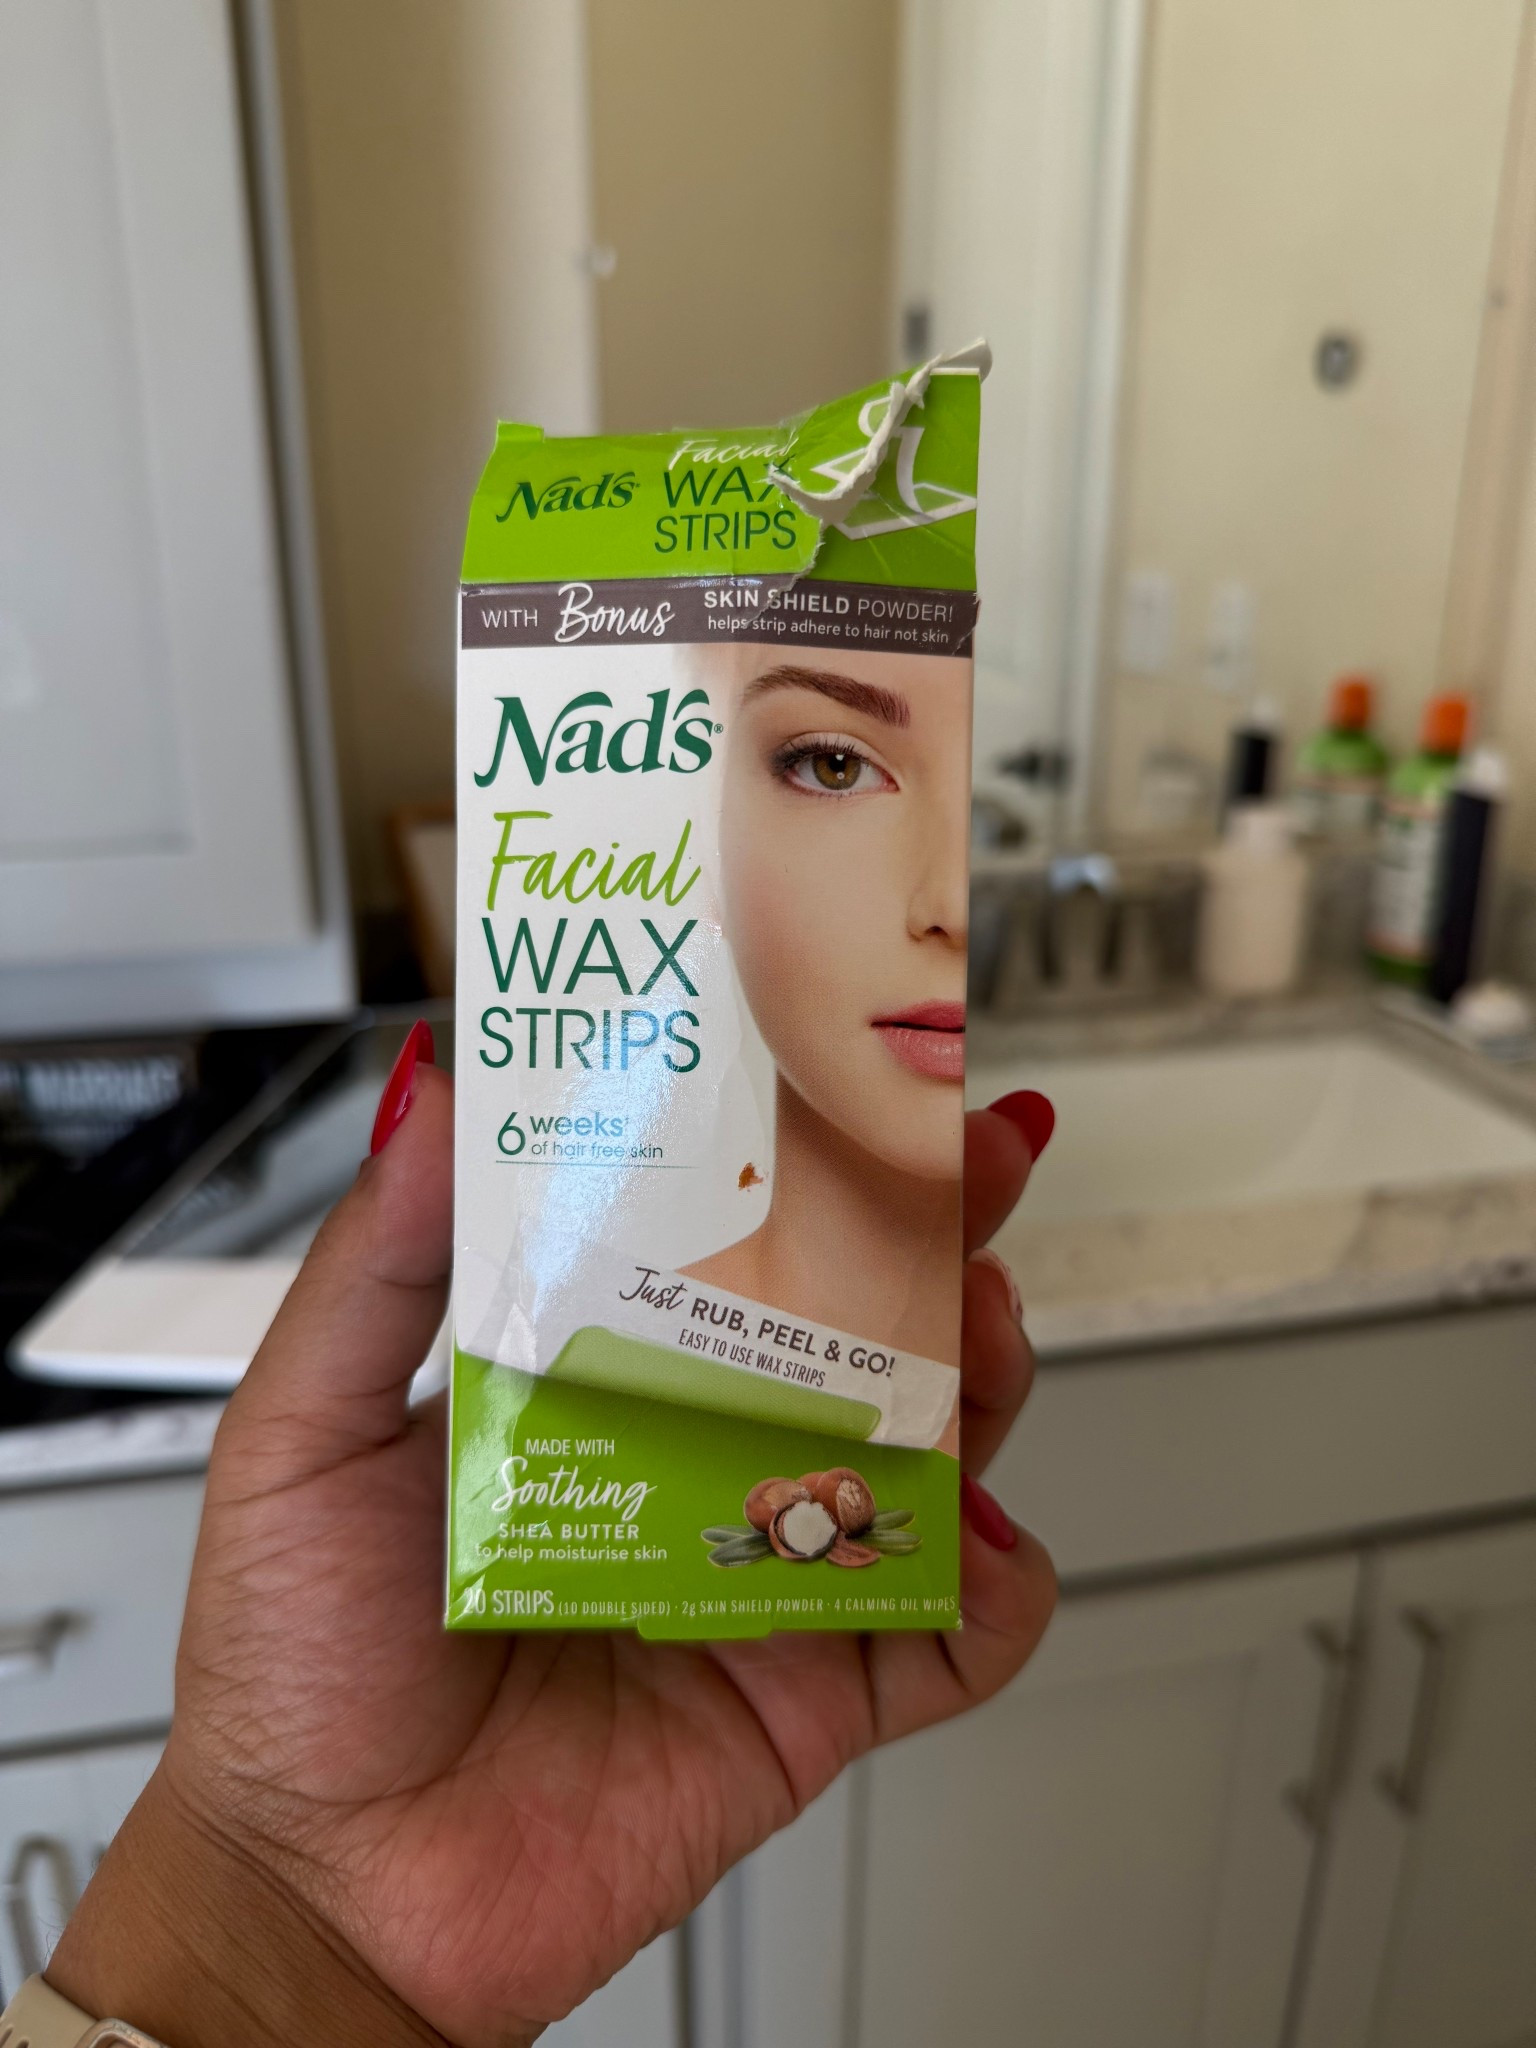 Nad's®
Facial
WAX
STRIPS
WITH Bonus
SKIN SHIELD POWDER!
helps strip adhere to hair not skin
Nad's®
Facial
WAX
STRIPS
6 weeks
of hair free skin
Just RUB, PEEL & GO!
EASY TO USE WAX STRIPS
MADE WITH
Soothing
SHEA BUTTER
to help moisturise skin
20 STRIPS (10 DOUBLE SIDED) · 2g SKIN SHIELD POWDER · 4 CALMING OIL WIPES